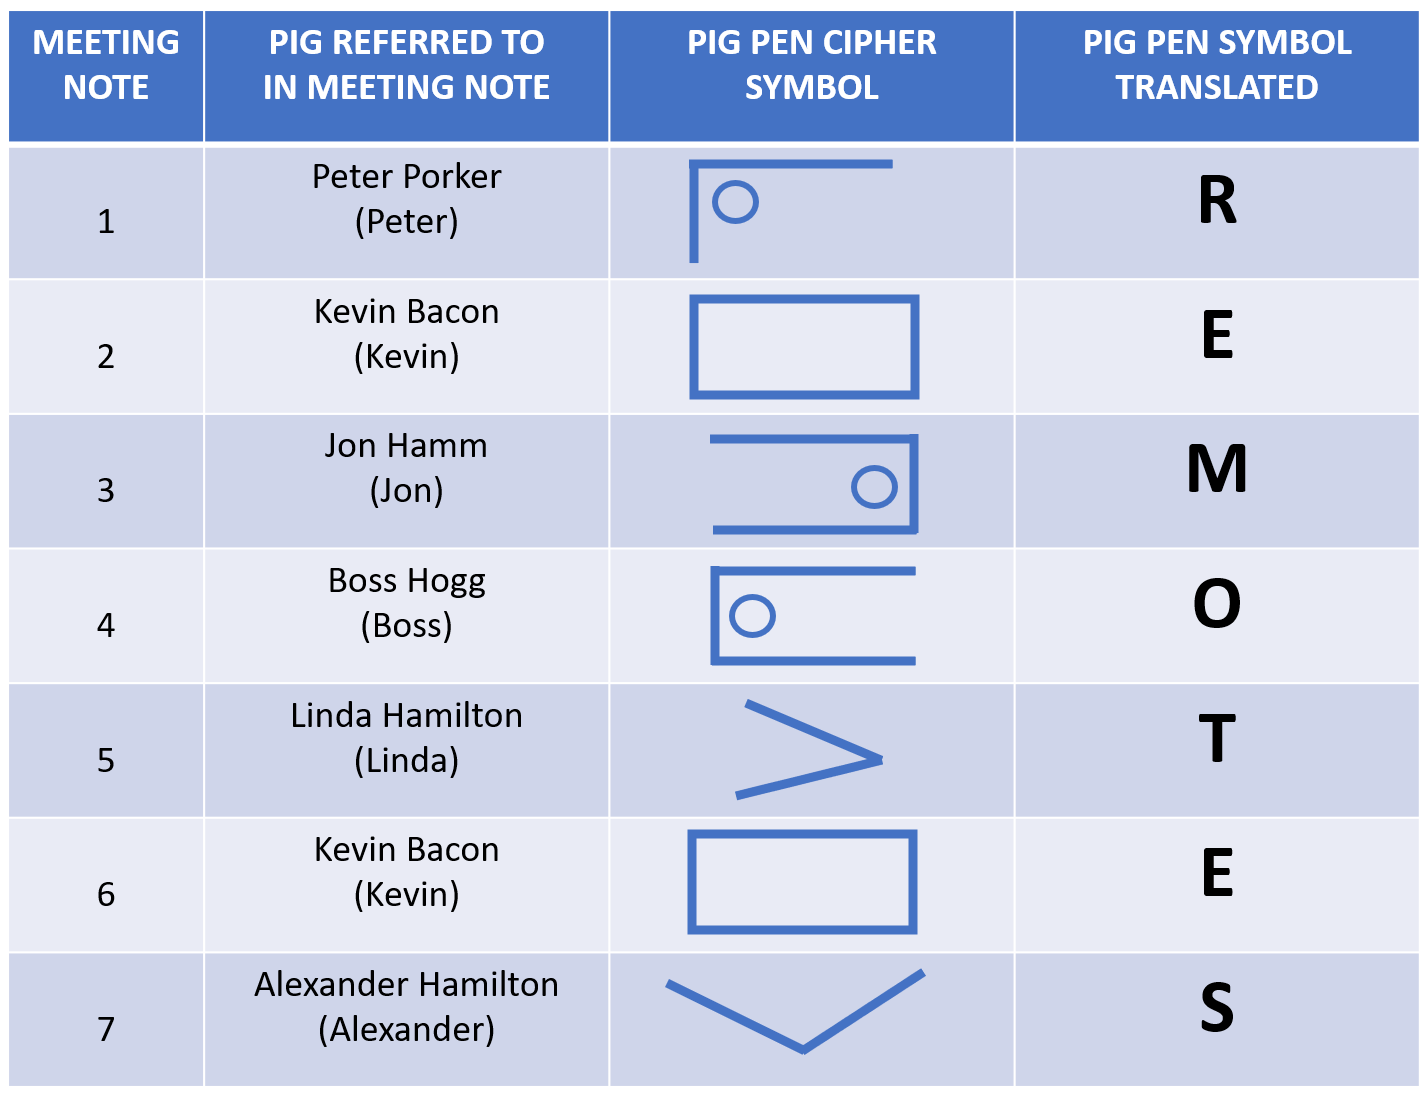 MEETING NOTE PIG REFERRED TO IN MEETING NOTE PIG PEN CIPHER SYMBOL PIG PEN SYMBOL TRANSLATED
1 Peter Porker (Peter) R
2 Kevin Bacon (Kevin) E
3 Jon Hamm (Jon) M
4 Boss Hogg (Boss) O
5 Linda Hamilton (Linda) T
6 Kevin Bacon (Kevin) E
7 Alexander Hamilton (Alexander) S